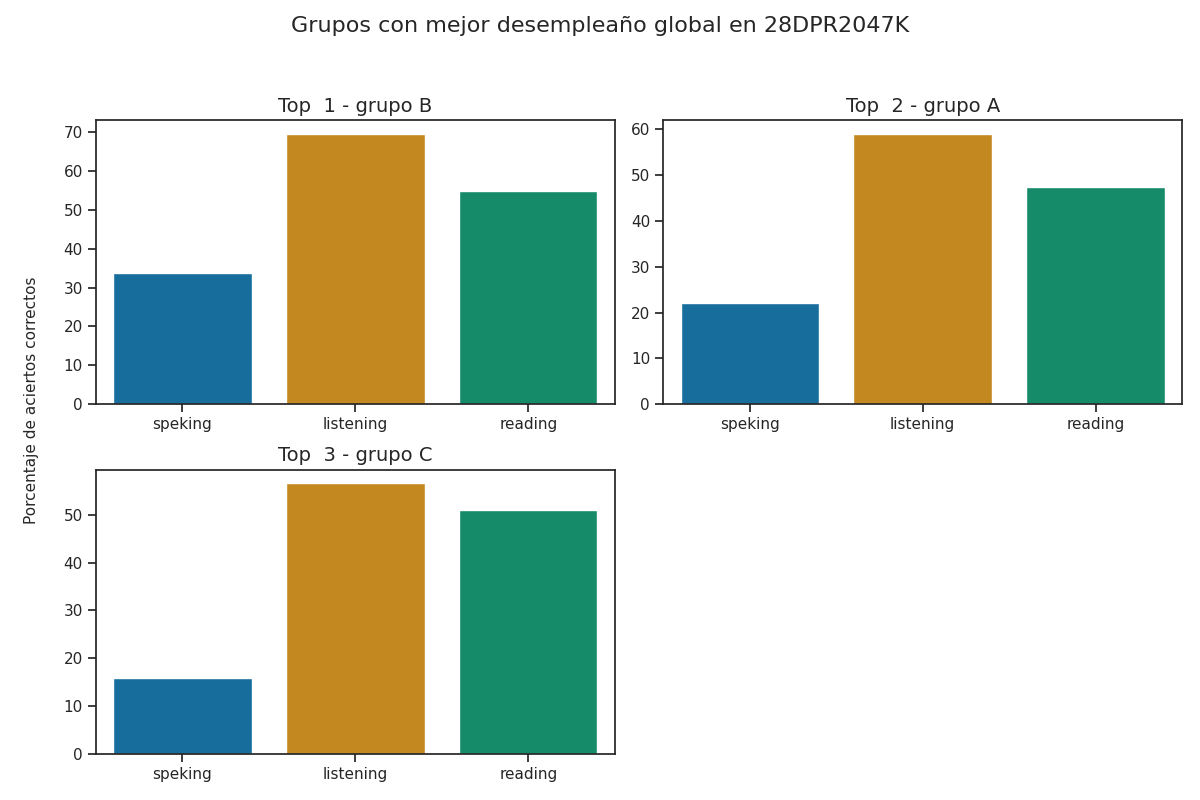 Grupos con mejor desempleaño global en 28DPR2047K
Porcentaje de aciertos correctos
Top  1 - grupo B
70
60
50
40
30
20
10
0
speking
listening
reading
Top  2 - grupo A
60
50
40
30
20
10
0
speking
listening
reading
Top  3 - grupo C
50
40
30
20
10
0
speking
listening
reading